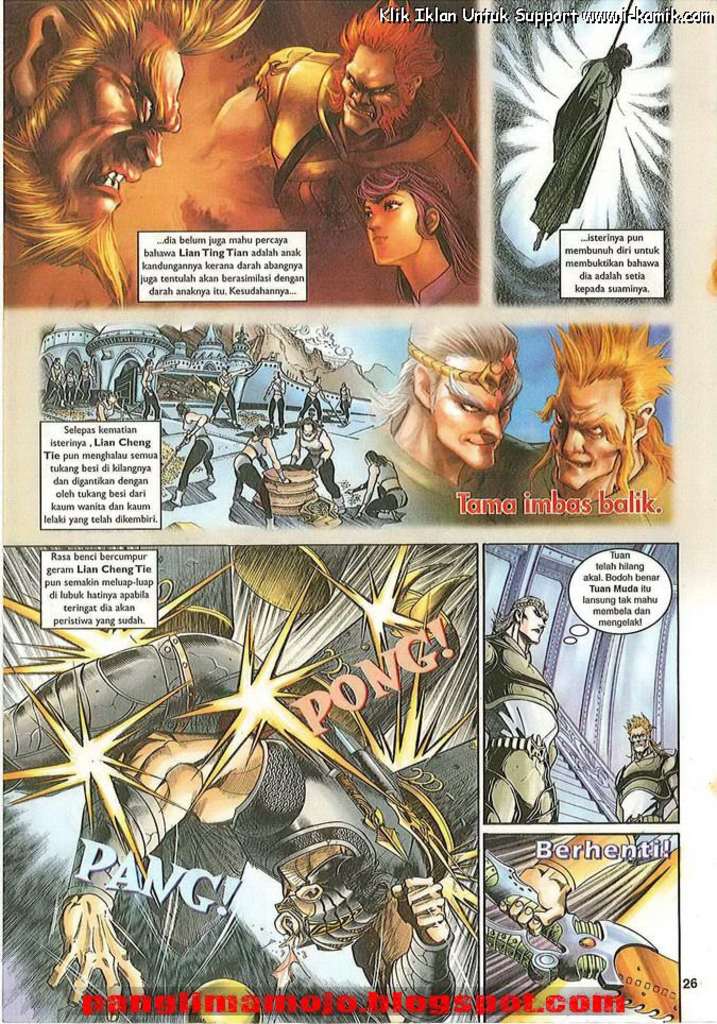 Klik Iklan Untuk Support www.i-komik.com
...dia belum juga mahu percaya
bahawa Lian Ting Tian adalah anak
kandungannya kerana darah abangnya
juga tentulah akan berasimilasi dengan
darah anaknya itu. Kesudahannya...
...isterinya pun
membunuh diri untuk
membuktikan bahawa
dia adalah setia
kepada suaminya.
Selepas kematian
isterinya , Lian Cheng
Tie pun menghalau semua
tukang besi di kilangnya
dan digantikan dengan
oleh tukang besi dari
kaum wanita dan kaum
lelaki yang telah dikembiri.
Tama imbas balik.
Rasa benci bercumpur
geram Lian Cheng Tie
pun semakin meluap-luap
di lubuk hatinya apabila
teringat dia akan
peristiwa yang sudah.
PONG!
PANG!
Tuan
telah hilang
akal. Bodoh benar
Tuan Muda itu
lansung tak mahu
membela dan
mengelak!
Berhenti!
26
panglimamojo.blogspot.com